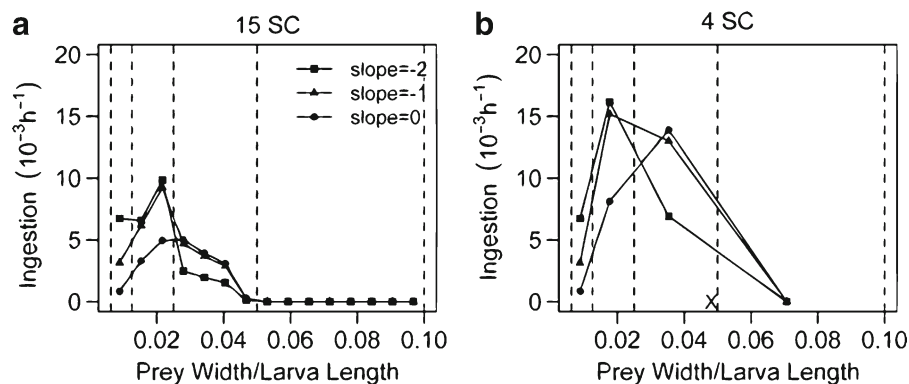 a
15 SC
Ingestion (10⁻³h⁻¹)
20
15
10
5
0
slope=-2
slope=-1
slope=0
0.02 0.04 0.06 0.08 0.10
Prey Width/Larva Length
b
4 SC
Ingestion (10⁻³h⁻¹)
20
15
10
5
0
X
0.02 0.04 0.06 0.08 0.10
Prey Width/Larva Length